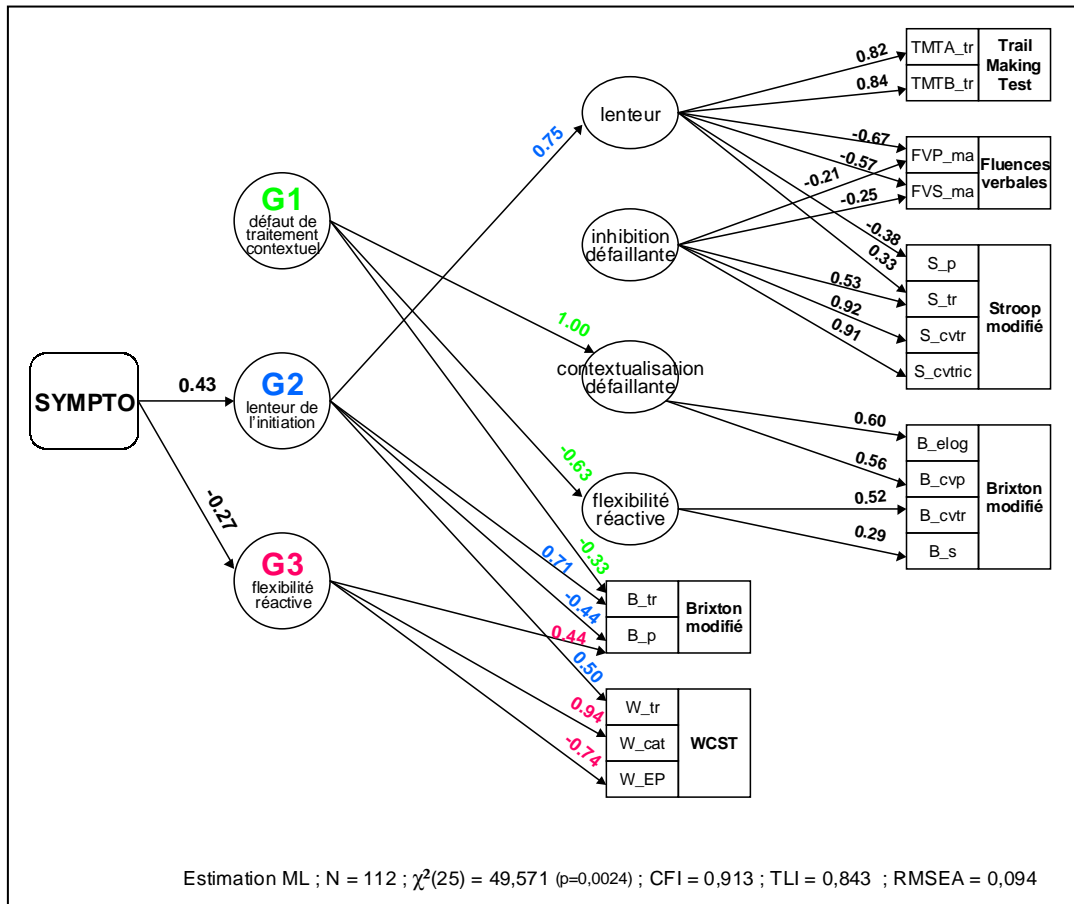 SYMPTO
0.43
-0.27
G1
défaut de
traitement
contextuel
G2
lenteur de
l'initiation
G3
flexibilité
réactive
0.75
1.00
-0.63
-0.33
0.71
-0.44
0.50
0.44
0.94
-0.74
lenteur
inhibition
défaillante
contextualisation
défaillante
flexibilité
réactive
0.82
0.84
-0.67
-0.57
-0.21
-0.25
-0.38
0.33
0.53
0.92
0.91
0.60
0.56
0.52
0.29
TMTA_tr
TMTB_tr
Trail
Making
Test
FVP_ma
FVS_ma
Fluences
verbales
S_p
S_tr
S_cvtr
S_cvtric
Stroop
modifié
B_elog
B_cvp
B_cvtr
B_s
Brixton
modifié
B_tr
B_p
Brixton
modifié
W_tr
W_cat
W_EP
WCST
Estimation ML ; N = 112 ; χ²(25) = 49,571 (p=0,0024) ; CFI = 0,913 ; TLI = 0,843 ; RMSEA = 0,094